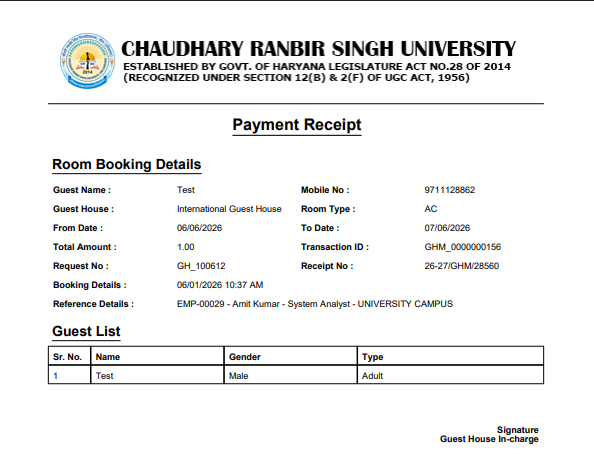 CHAUDHARY RANBIR SINGH UNIVERSITY
ESTABLISHED BY GOVT. OF HARYANA LEGISLATURE ACT NO.28 OF 2014
(RECOGNIZED UNDER SECTION 12(B) & 2(F) OF UGC ACT, 1956)
2014
Payment Receipt
Room Booking Details
Guest Name : Test Mobile No : 9711128862
Guest House : International Guest House Room Type : AC
From Date : 06/06/2026 To Date : 07/06/2026
Total Amount : 1.00 Transaction ID : GHM_0000000156
Request No : GH_100612 Receipt No : 26-27/GHM/28560
Booking Details : 06/01/2026 10:37 AM
Reference Details : EMP-00029 - Amit Kumar - System Analyst - UNIVERSITY CAMPUS
Guest List
Sr. No. Name Gender Type
1 Test Male Adult
Signature
Guest House In-charge